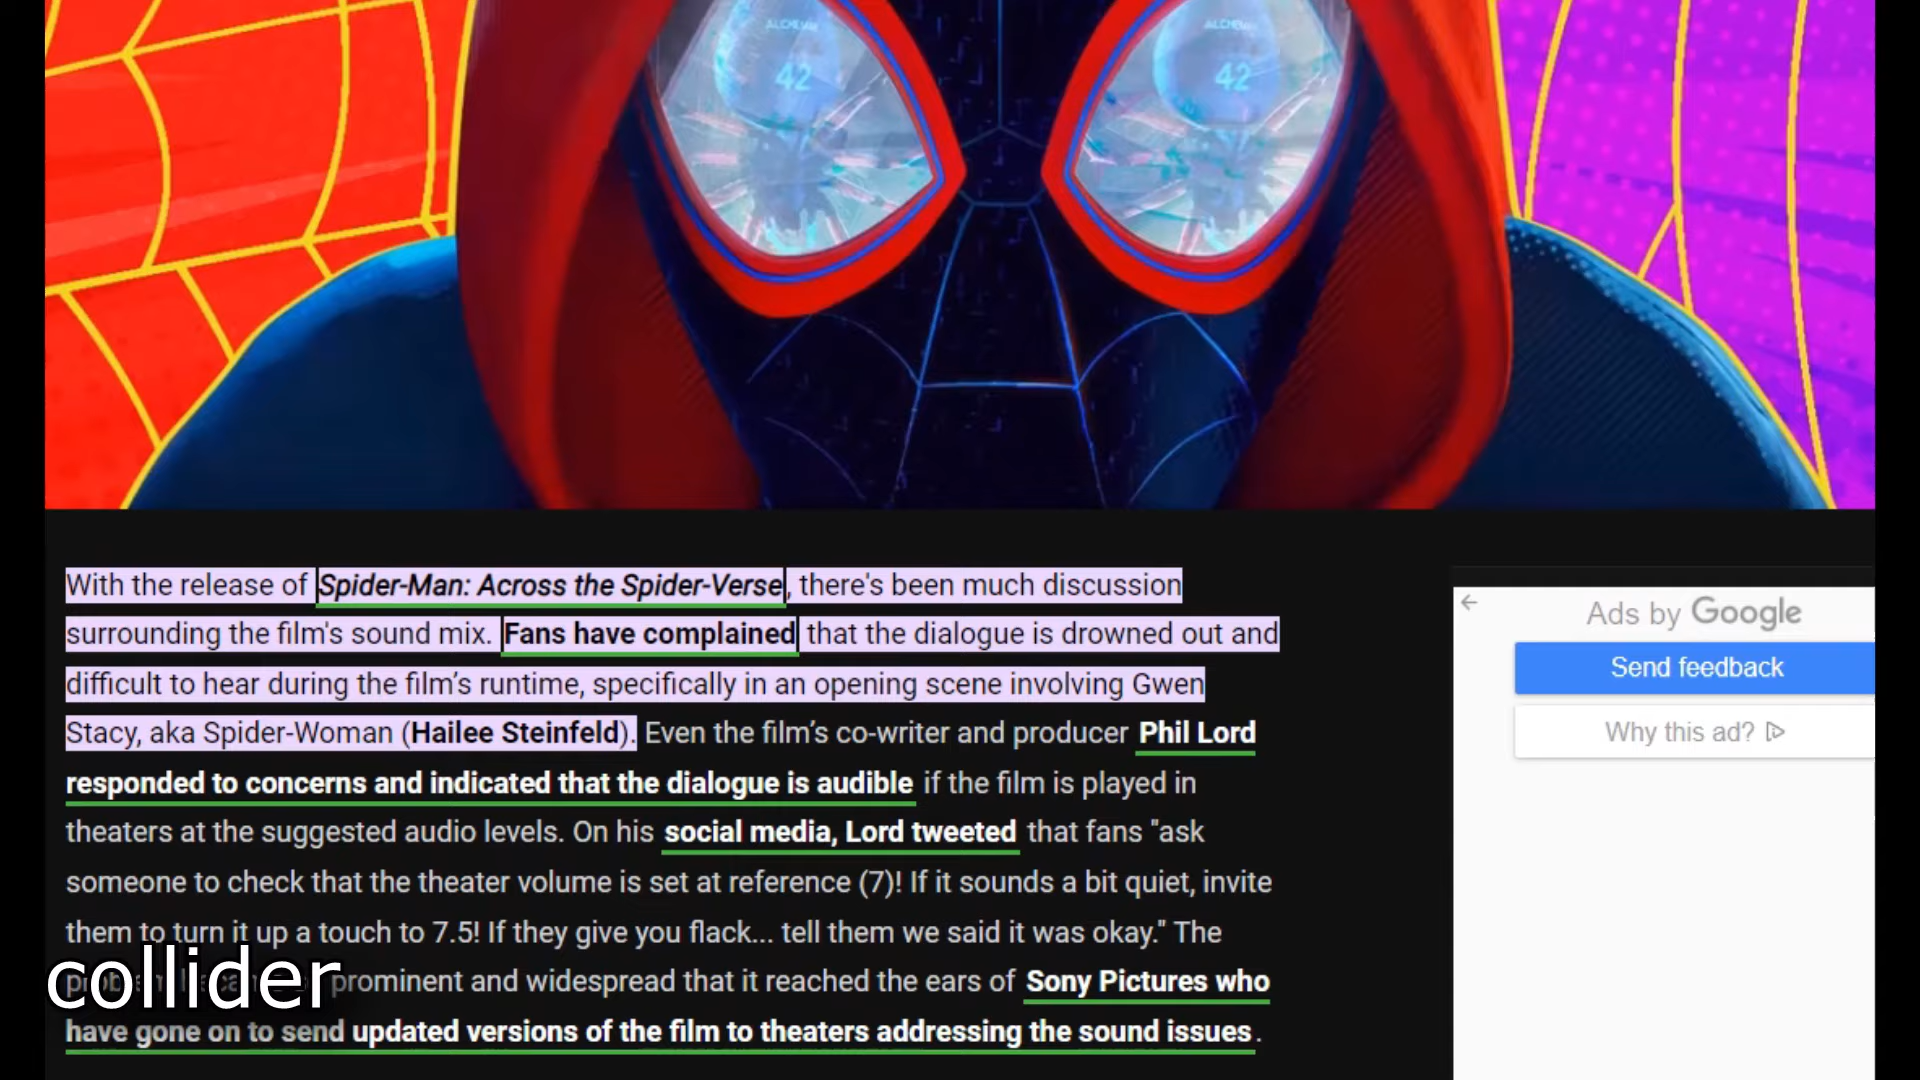 ALCHEMAX
42
ALCHEMAX
42
With the release of Spider-Man: Across the Spider-Verse, there's been much discussion
surrounding the film's sound mix. Fans have complained that the dialogue is drowned out and
difficult to hear during the film’s runtime, specifically in an opening scene involving Gwen
Stacy, aka Spider-Woman (Hailee Steinfeld). Even the film’s co-writer and producer Phil Lord
responded to concerns and indicated that the dialogue is audible if the film is played in
theaters at the suggested audio levels. On his social media, Lord tweeted that fans "ask
someone to check that the theater volume is set at reference (7)! If it sounds a bit quiet, invite
them to turn it up a touch to 7.5! If they give you flack... tell them we said it was okay." The
prominent and widespread that it reached the ears of Sony Pictures who
have gone on to send updated versions of the film to theaters addressing the sound issues.
collider
Ads by Google
Send feedback
Why this ad?